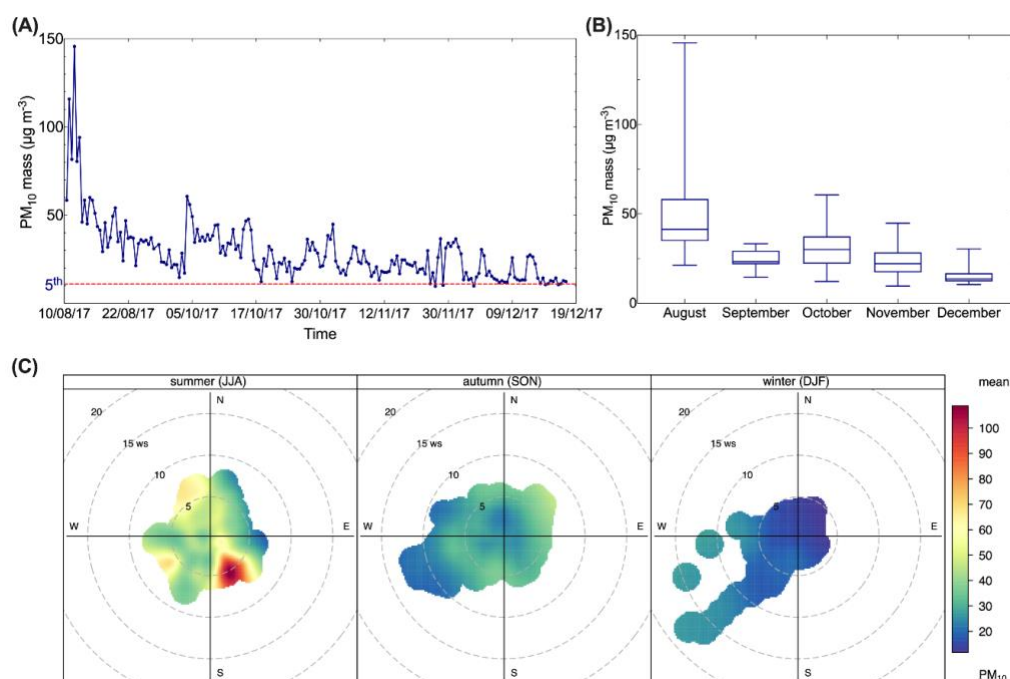 (A)
150
100
50
5th
PM10 mass (µg m-3)
10/08/17 22/08/17 05/10/17 17/10/17 30/10/17 12/11/17 30/11/17 09/12/17 19/12/17
Time
(B)
150
100
50
0
PM10 mass (µg m-3)
August September October November December
(C)
summer (JJA)
20
15 ws
10
5
N
W
E
S
autumn (SON)
20
15 ws
10
5
N
W
E
S
winter (DJF)
20
15 ws
10
5
N
W
E
S
mean
100
90
80
70
60
50
40
30
20
PM10